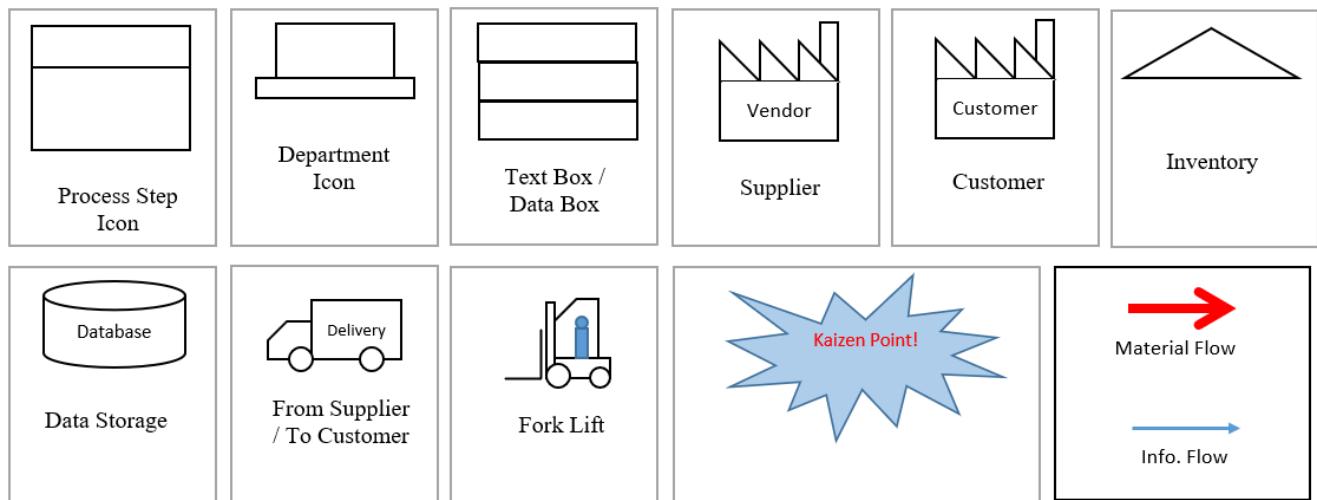 Process Step
Icon
Department
Icon
Text Box /
Data Box
Vendor
Supplier
Customer
Customer
Inventory
Database
Data Storage
Delivery
From Supplier
/ To Customer
Fork Lift
Kaizen Point!
Material Flow
Info. Flow